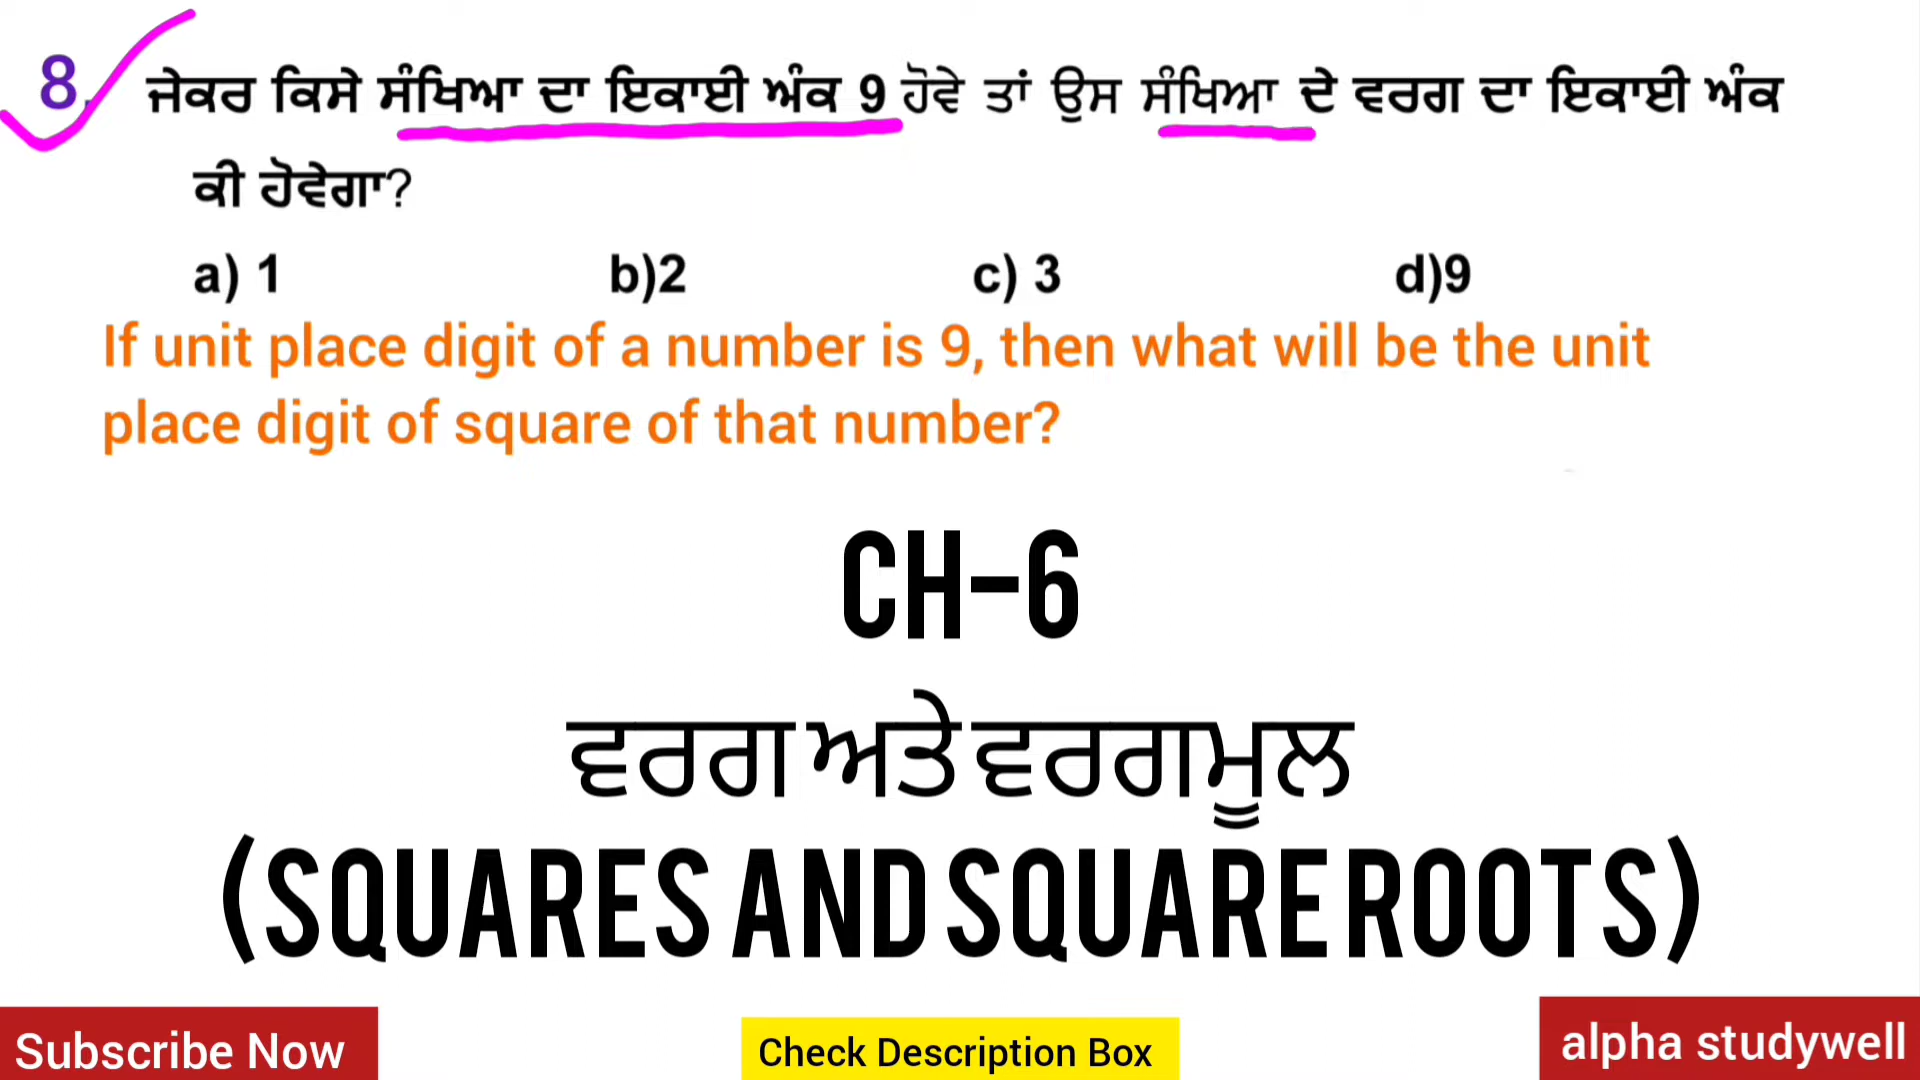 8. ਜੇਕਰ ਕਿਸੇ ਸੰਖਿਆ ਦਾ ਇਕਾਈ ਅੰਕ 9 ਹੋਵੇ ਤਾਂ ਉਸ ਸੰਖਿਆ ਦੇ ਵਰਗ ਦਾ ਇਕਾਈ ਅੰਕ
ਕੀ ਹੋਵੇਗਾ?
a) 1 b)2 c) 3 d)9
If unit place digit of a number is 9, then what will be the unit
place digit of square of that number?
CH-6
ਵਰਗ ਅਤੇ ਵਰਗਮੂਲ
(SQUARES AND SQUARE ROOTS)
Subscribe Now Check Description Box alpha studywell